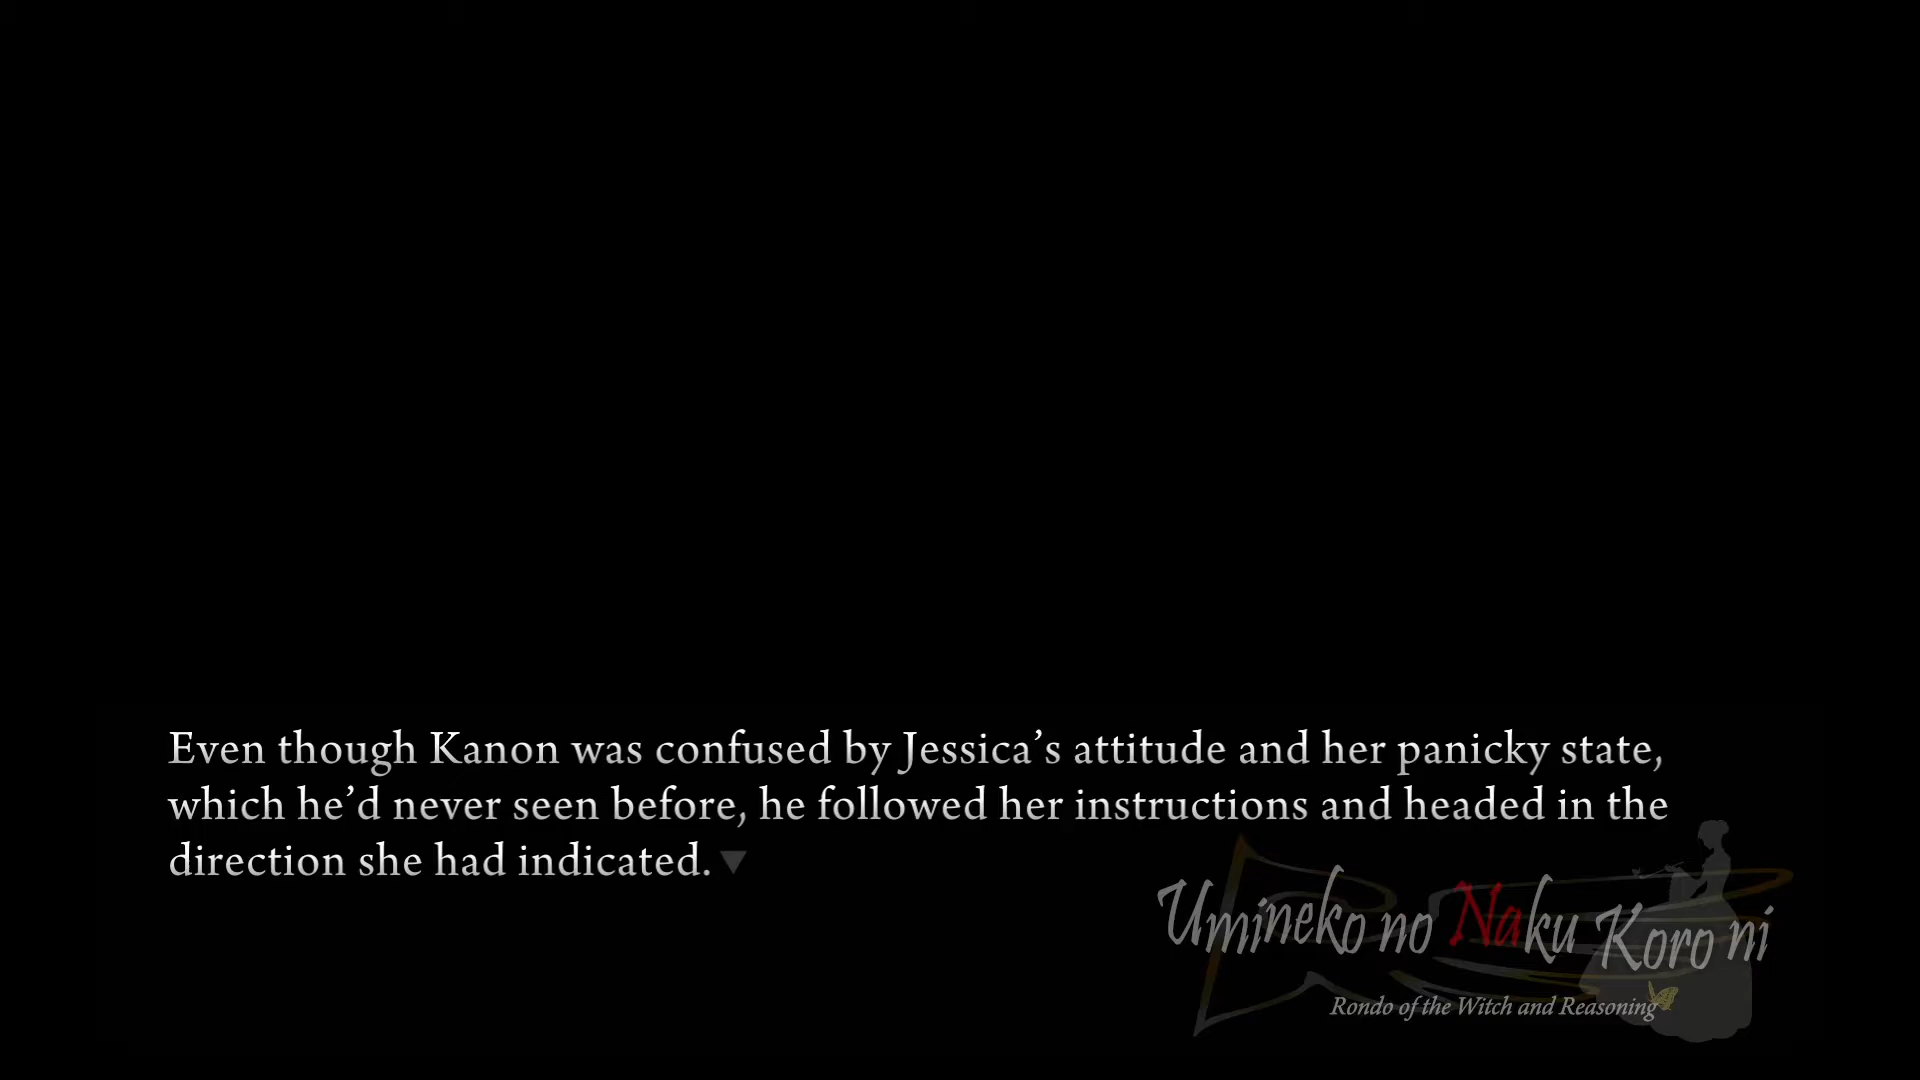 Even though Kanon was confused by Jessica’s attitude and her panicky state,
which he’d never seen before, he followed her instructions and headed in the
direction she had indicated.
Umineko no Naku Koro ni
Rondo of the Witch and Reasoning